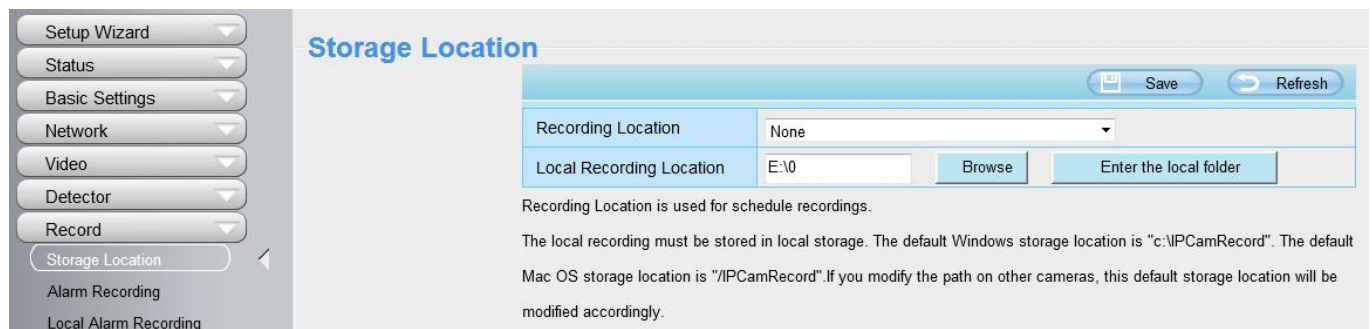 Setup Wizard
Status
Basic Settings
Network
Video
Detector
Record
Storage Location
Alarm Recording
Local Alarm Recording
Storage Location
Save Refresh
Recording Location None
Local Recording Location E:\0 Browse Enter the local folder
Recording Location is used for schedule recordings.
The local recording must be stored in local storage. The default Windows storage location is "c:\IPCamRecord". The default
Mac OS storage location is "/IPCamRecord".If you modify the path on other cameras, this default storage location will be
modified accordingly.